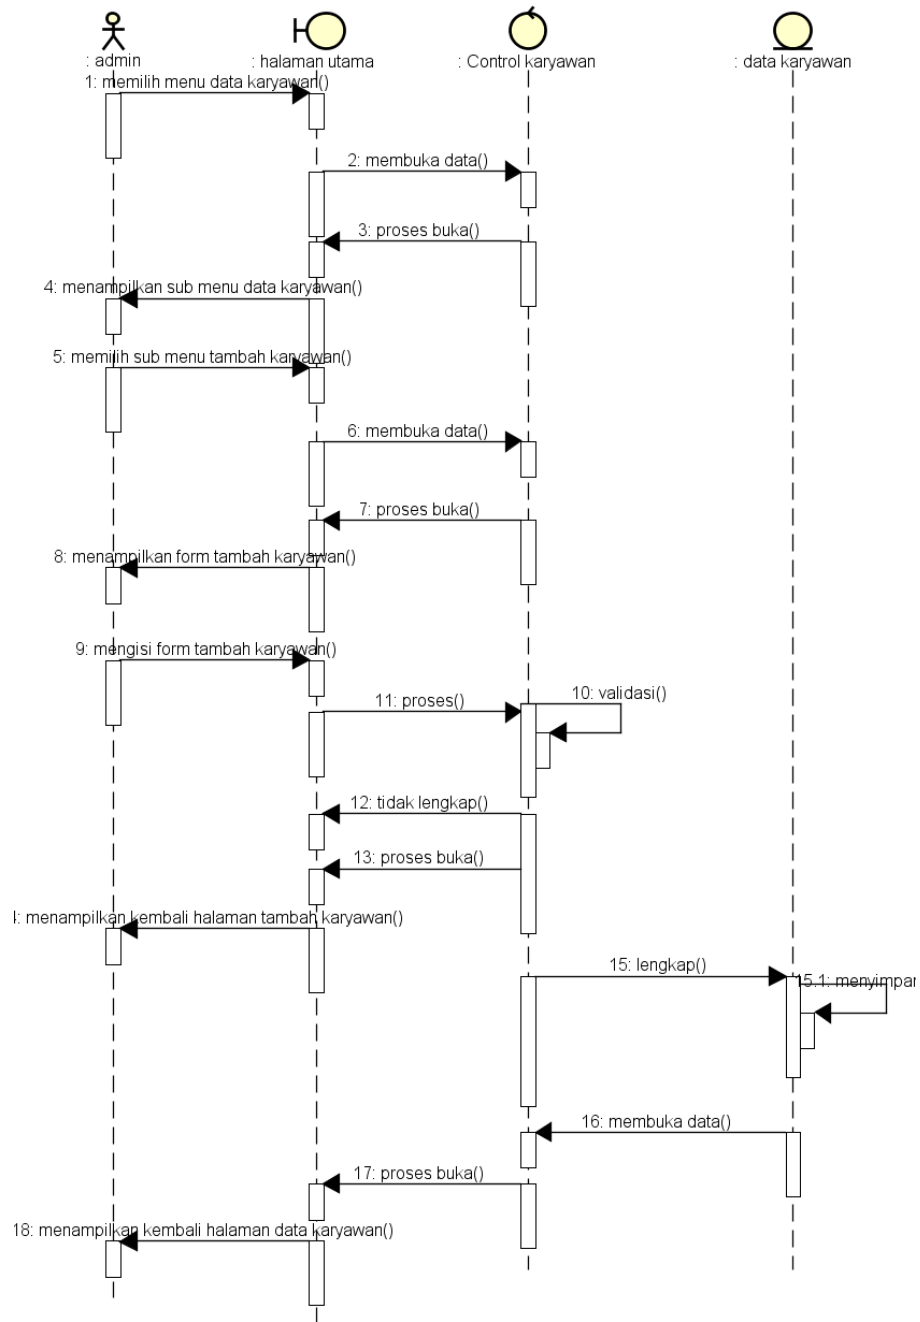 : admin
: halaman utama
: Control karyawan
: data karyawan
1: memilih menu data karyawan()
2: membuka data()
3: proses buka()
4: menampilkan sub menu data karyawan()
5: memilih sub menu tambah karyawan()
6: membuka data()
7: proses buka()
8: menampilkan form tambah karyawan()
9: mengisi form tambah karyawan()
10: validasi()
11: proses()
12: tidak lengkap()
13: proses buka()
: menampilkan kembali halaman tambah karyawan()
15: lengkap()
15.1: menyimpan
16: membuka data()
17: proses buka()
18: menampilkan kembali halaman data karyawan()